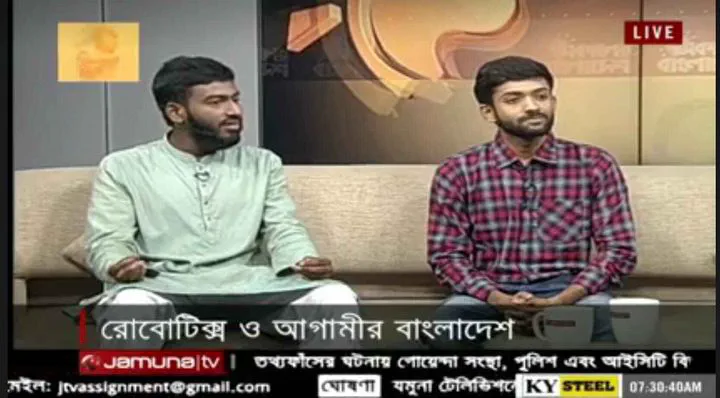 LIVE
রোবোটিক্স ও আগামীর বাংলাদেশ
Jamuna tv তথ্যফাঁসের ঘটনায় গোয়েন্দা সংস্থা, পুলিশ এবং আইসিটি বি
মেইল: jtvassignment@gmail.com ঘোষণা যমুনা টেলিভিশনে KY STEEL 07:30:40AM